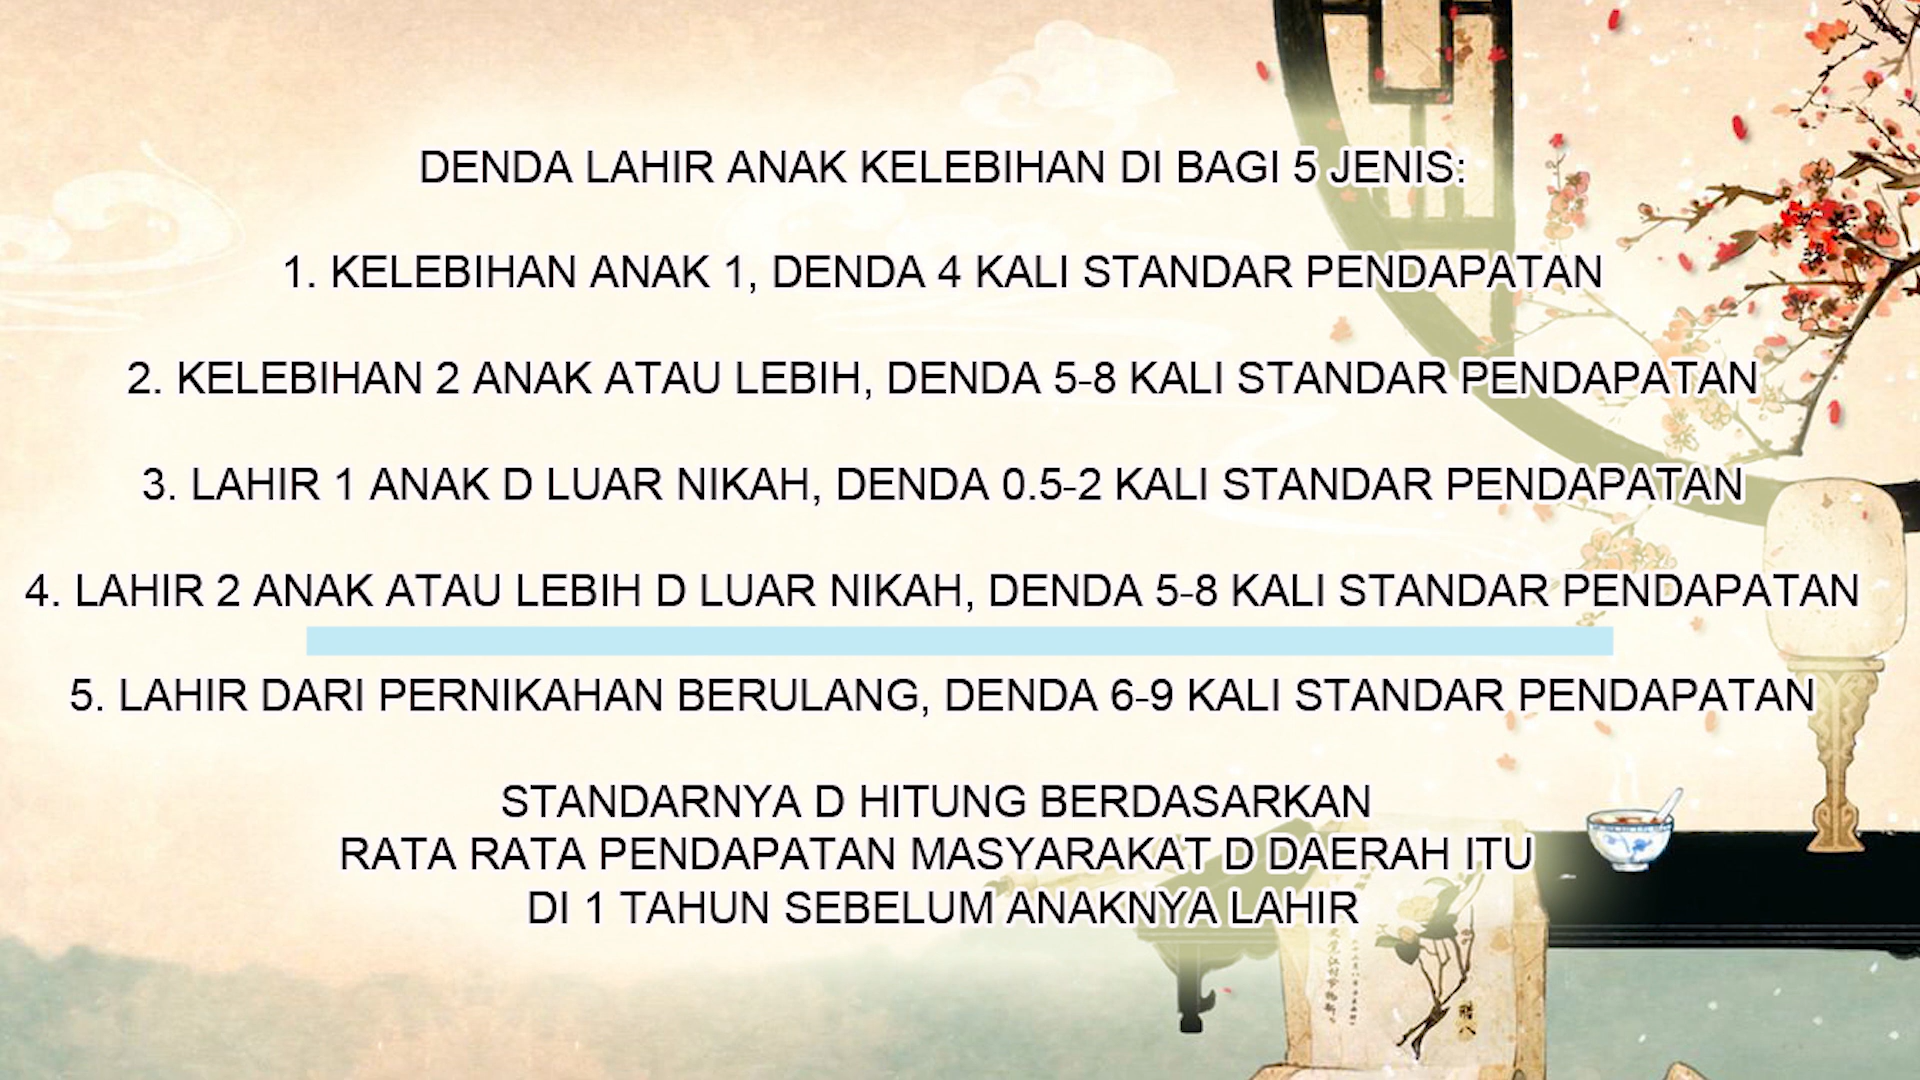 DENDA LAHIR ANAK KELEBIHAN DI BAGI 5 JENIS:
1. KELEBIHAN ANAK 1, DENDA 4 KALI STANDAR PENDAPATAN
2. KELEBIHAN 2 ANAK ATAU LEBIH, DENDA 5-8 KALI STANDAR PENDAPATAN
3. LAHIR 1 ANAK D LUAR NIKAH, DENDA 0.5-2 KALI STANDAR PENDAPATAN
4. LAHIR 2 ANAK ATAU LEBIH D LUAR NIKAH, DENDA 5-8 KALI STANDAR PENDAPATAN
5. LAHIR DARI PERNIKAHAN BERULANG, DENDA 6-9 KALI STANDAR PENDAPATAN
STANDARNYA D HITUNG BERDASARKAN
RATA RATA PENDAPATAN MASYARAKAT D DAERAH ITU
DI 1 TAHUN SEBELUM ANAKNYA LAHIR
腊八